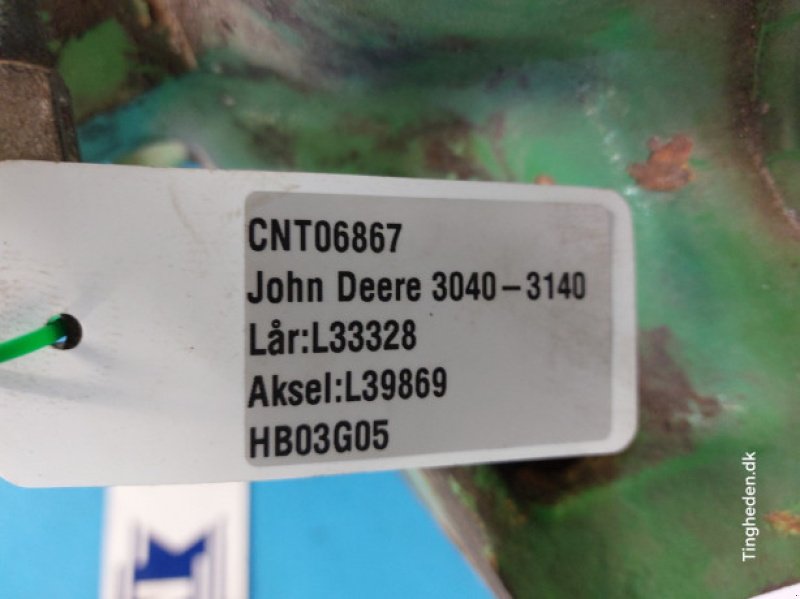 CNT06867
John Deere 3040-3140
Lår:L33328
Aksel:L39869
HB03G05
Tingheden.dk